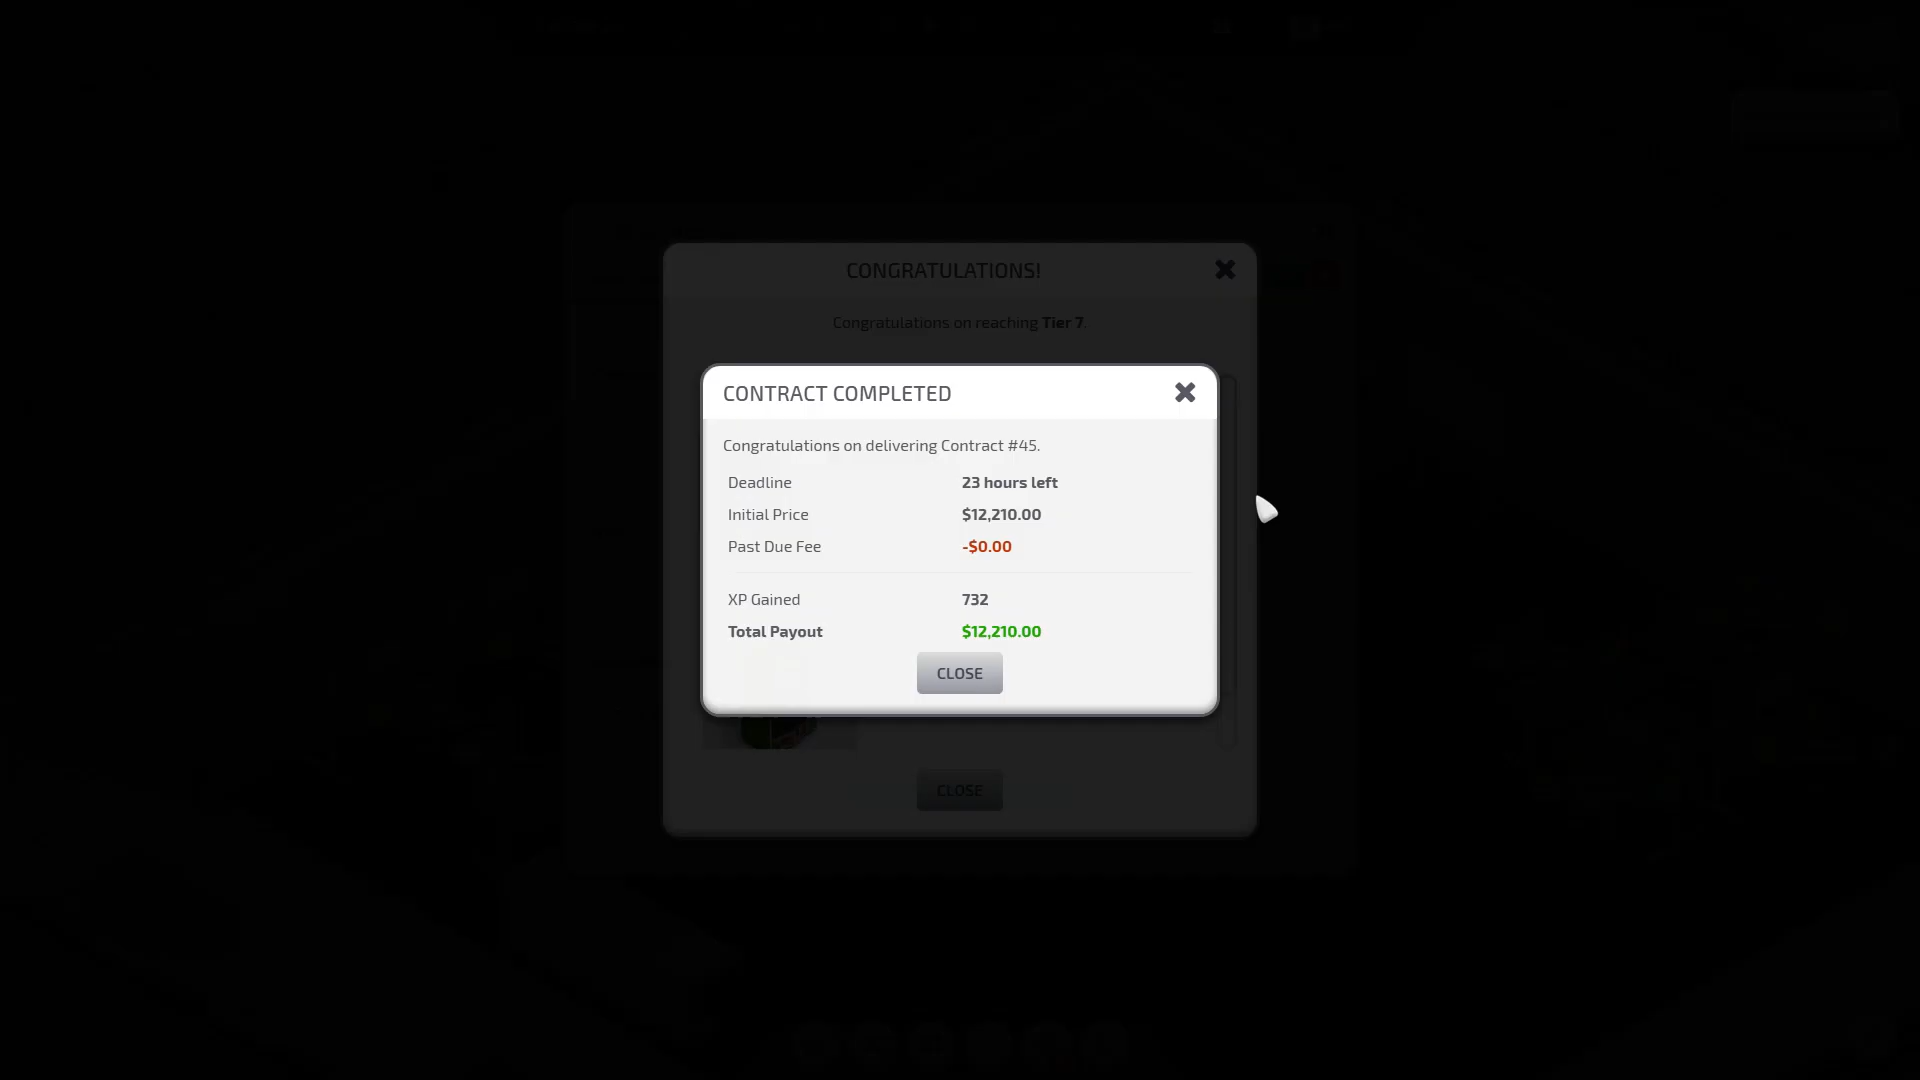 CONGRATULATIONS!
Congratulations on reaching Tier 7.
CONTRACT COMPLETED
Congratulations on delivering Contract #45.
Deadline 23 hours left
Initial Price $12,210.00
Past Due Fee -$0.00
XP Gained 732
Total Payout $12,210.00
CLOSE
CLOSE